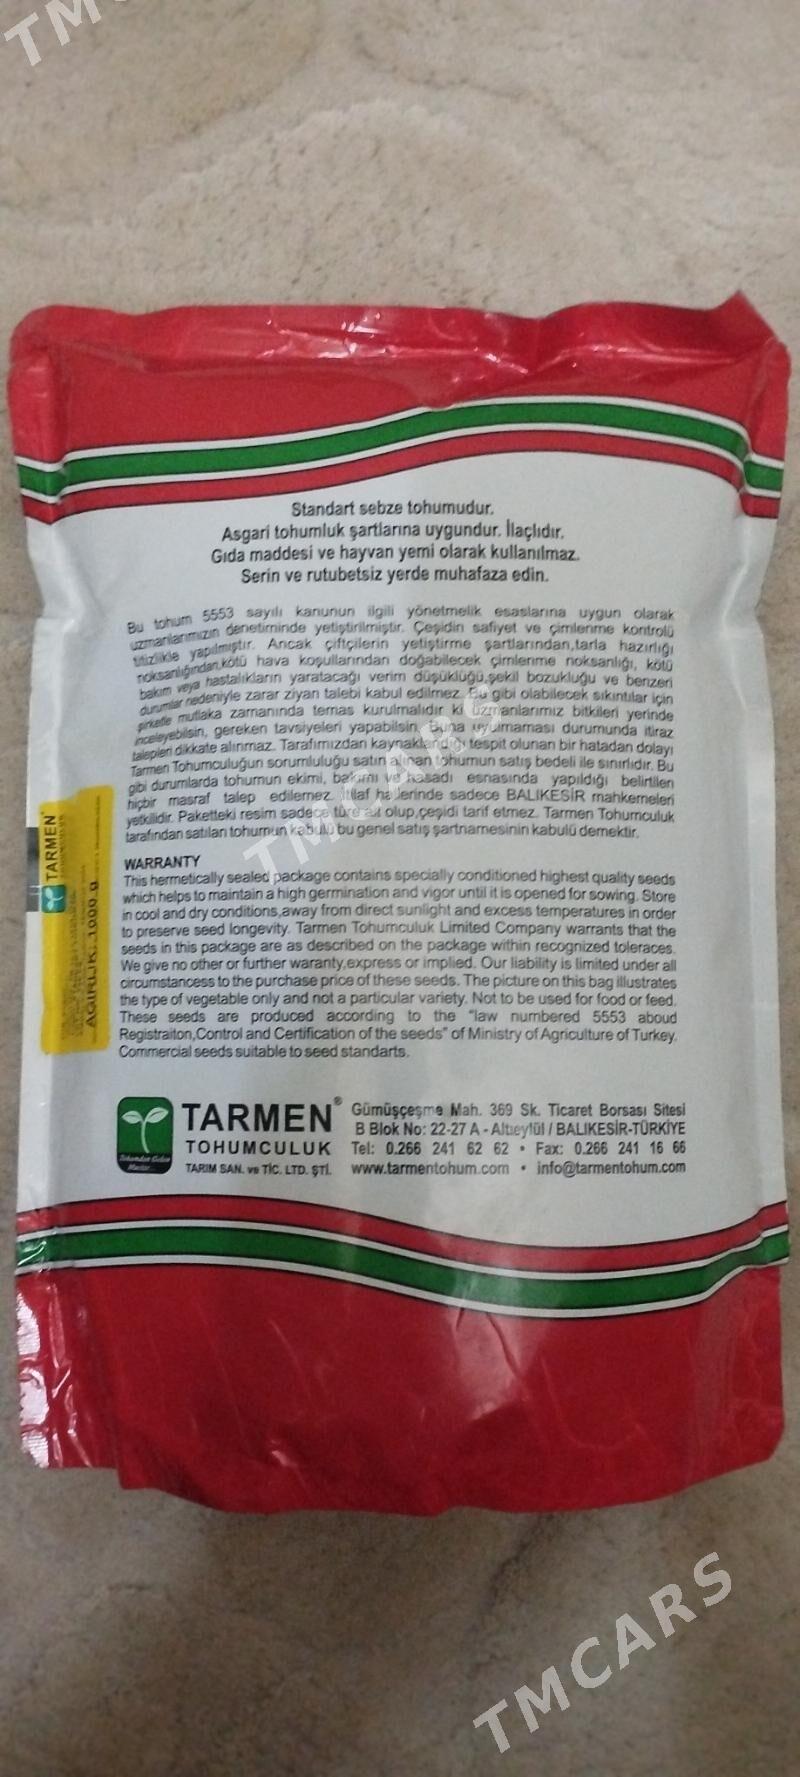 TMCARS
Standart sebze tohumudur.
Asgari tohumluk şartlarına uygundur. İlaçlıdır.
Gıda maddesi ve hayvan yemi olarak kullanılmaz.
Serin ve rutubetsiz yerde muhafaza edin.
Bu tohum 5553 sayılı kanunun ilgili yönetmelik esaslarına uygun olarak
uzmanlarımızın denetiminde yetiştirilmiştir. Çeşidin safiyet ve çimlenme kontrolü
titizlikle yapılmıştır. Ancak çiftçilerin yetiştirme şartlarından,tarla hazırlığı
noksanlığından,kötü hava koşullarından doğabilecek çimlenme noksanlığı, kötü
bakım veya hastalıkların yaratacağı verim düşüklüğü,şekil bozukluğu ve benzeri
durumlar nedeniyle zarar ziyan talebi kabul edilmez. Bu gibi olabilecek sıkıntılar için
şirketle mutlaka zamanında temas kurulmalıdır ki uzmanlarımız bitkileri yerinde
inceleyebilsin, gereken tavsiyeleri yapabilsin. Buna uyulmaması durumunda itiraz
talepleri dikkate alınmaz. Tarafımızdan kaynaklandığı tespit olunan bir hatadan dolayı
Tarmen Tohumculuğun sorumluluğu satın alınan tohumun satış bedeli ile sınırlıdır. Bu
gibi durumlarda tohumun ekimi, bakımı ve hasadı esnasında yapıldığı belirtilen
hiçbir masraf talep edilemez. İtilaf hallerinde sadece BALIKESİR mahkemeleri
yetkilidir. Paketteki resim sadece türe ait olup,çeşidi tarif etmez. Tarmen Tohumculuk
tarafından satılan tohumun kabulü bu genel satış şartnamesinin kabulü demektir.
TMCARS
TARMEN
TOHUMCULUK
AĞIRLIK: 1000 g
WARRANTY
This hermetically sealed package contains specially conditioned highest quality seeds
which helps to maintain a high germination and vigor until it is opened for sowing. Store
in cool and dry conditions,away from direct sunlight and excess temperatures in order
to preserve seed longevity. Tarmen Tohumculuk Limited Company warrants that the
seeds in this package are as described on the package within recognized toleraces.
We give no other or further waranty,express or implied. Our liability is limited under all
circumstancess to the purchase price of these seeds. The picture on this bag illustrates
the type of vegetable only and not a particular variety. Not to be used for food or feed.
These seeds are produced according to the "law numbered 5553 aboud
Registraiton,Control and Certification of the seeds" of Ministry of Agriculture of Turkey.
Commercial seeds suitable to seed standarts.
TARMEN®
TOHUMCULUK
TARIM SAN. ve TİC. LTD. ŞTİ.
Tohumdan Gelen
Gümüşçeşme Mah. 369 Sk. Ticaret Borsası Sitesi
B Blok No: 22-27 A - Altıeylül / BALIKESİR-TÜRKİYE
Tel: 0.266 241 62 62 • Fax: 0.266 241 16 66
www.tarmentohum.com • info@tarmentohum.com
TMCARS